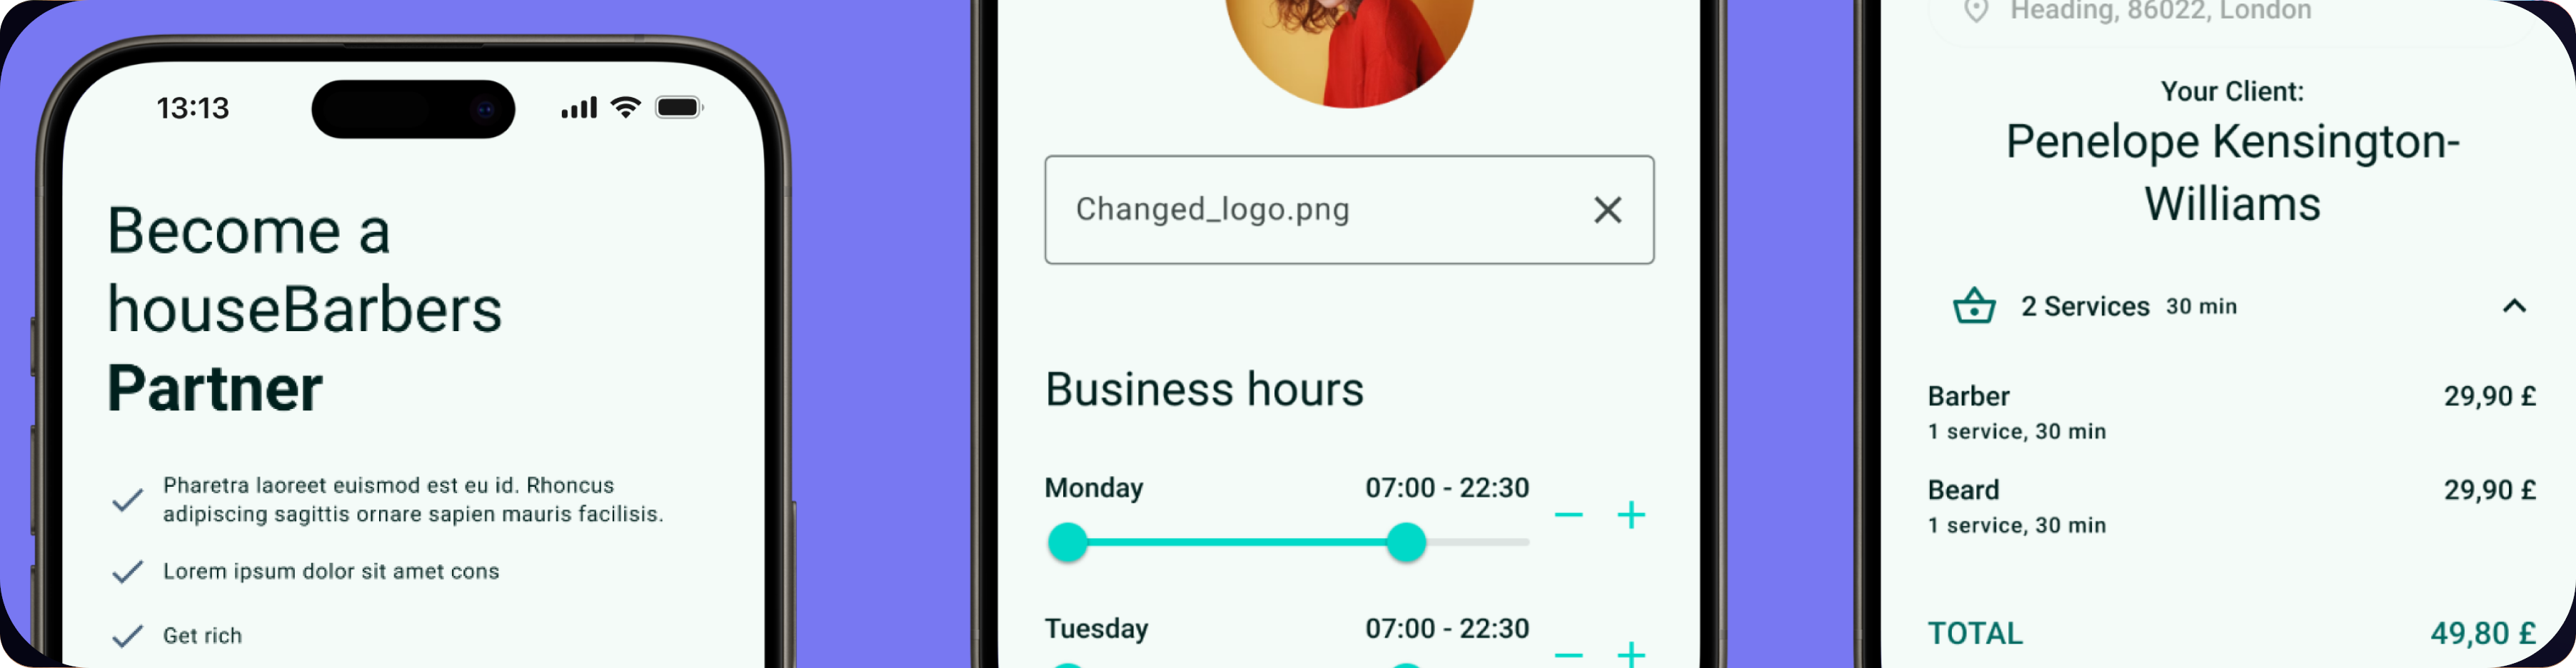 13:13
Become a
houseBarbers
Partner
Pharetra laoreet euismod est eu id. Rhoncus
adipiscing sagittis ornare sapien mauris facilisis.
Lorem ipsum dolor sit amet cons
Get rich
Changed_logo.png
Business hours
Monday 07:00 - 22:30
Tuesday 07:00 - 22:30
Heading, 86022, London
Your Client:
Penelope Kensington-
Williams
2 Services 30 min
Barber 29,90 £
1 service, 30 min
Beard 29,90 £
1 service, 30 min
TOTAL 49,80 £